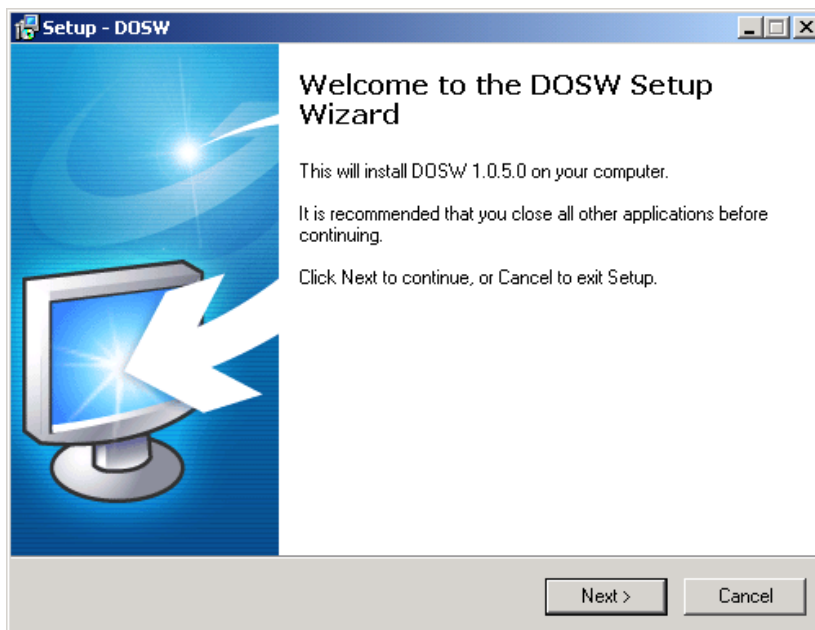 Setup - DOSW
Welcome to the DOSW Setup
Wizard
This will install DOSW 1.0.5.0 on your computer.
It is recommended that you close all other applications before
continuing.
Click Next to continue, or Cancel to exit Setup.
Next >
Cancel